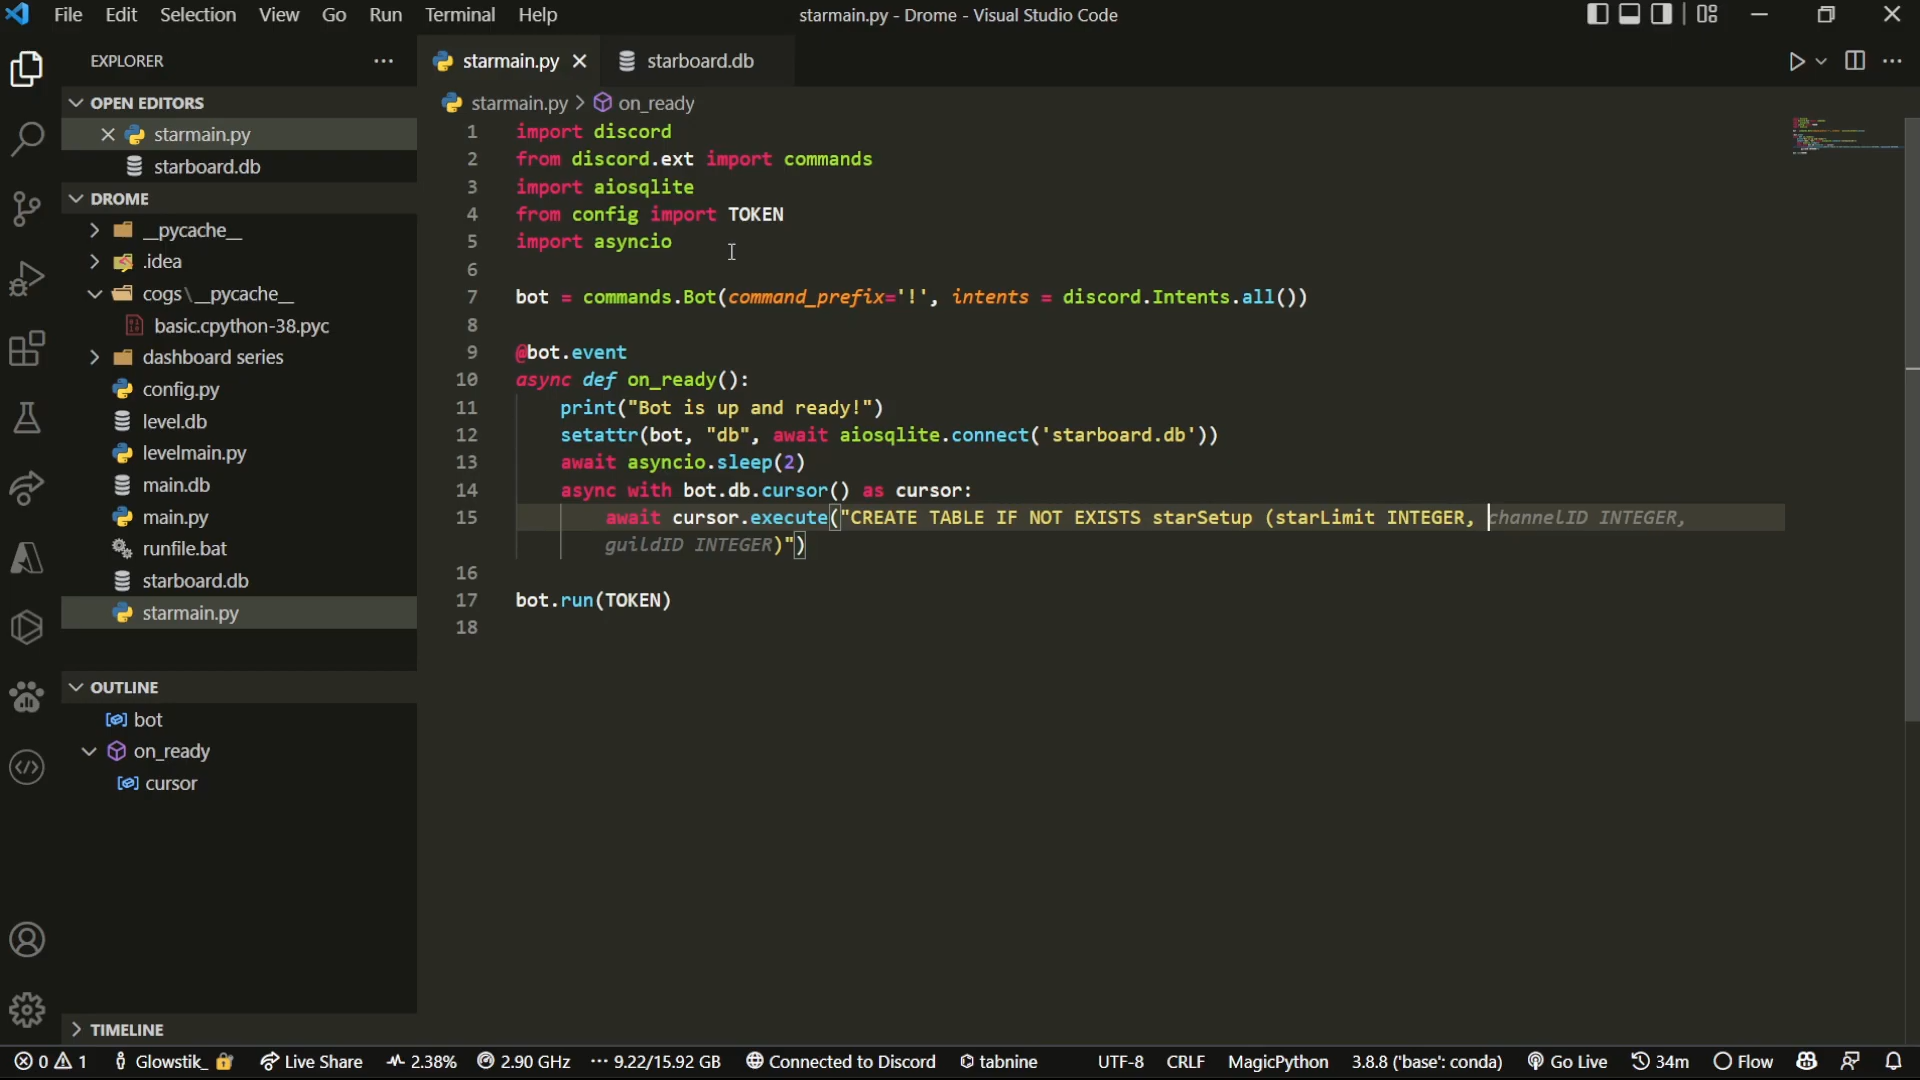 File Edit Selection View Go Run Terminal Help
starmain.py - Drome - Visual Studio Code
EXPLORER
OPEN EDITORS
starmain.py
starboard.db
DROME
__pycache__
.idea
cogs\__pycache__
basic.cpython-38.pyc
dashboard series
config.py
level.db
levelmain.py
main.db
main.py
runfile.bat
starboard.db
starmain.py
OUTLINE
bot
on_ready
cursor
TIMELINE
starmain.py starboard.db
starmain.py > on_ready
1 import discord
2 from discord.ext import commands
3 import aiosqlite
4 from config import TOKEN
5 import asyncio
6
7 bot = commands.Bot(command_prefix='!', intents = discord.Intents.all())
8
9 @bot.event
10 async def on_ready():
11 print("Bot is up and ready!")
12 setattr(bot, "db", await aiosqlite.connect('starboard.db'))
13 await asyncio.sleep(2)
14 async with bot.db.cursor() as cursor:
15 await cursor.execute("CREATE TABLE IF NOT EXISTS starSetup (starLimit INTEGER, channelID INTEGER,
guildID INTEGER)")
16
17 bot.run(TOKEN)
18
0 1 Glowstik_ Live Share 2.38% 2.90 GHz 9.22/15.92 GB Connected to Discord tabnine UTF-8 CRLF MagicPython 3.8.8 ('base': conda) Go Live 34m Flow